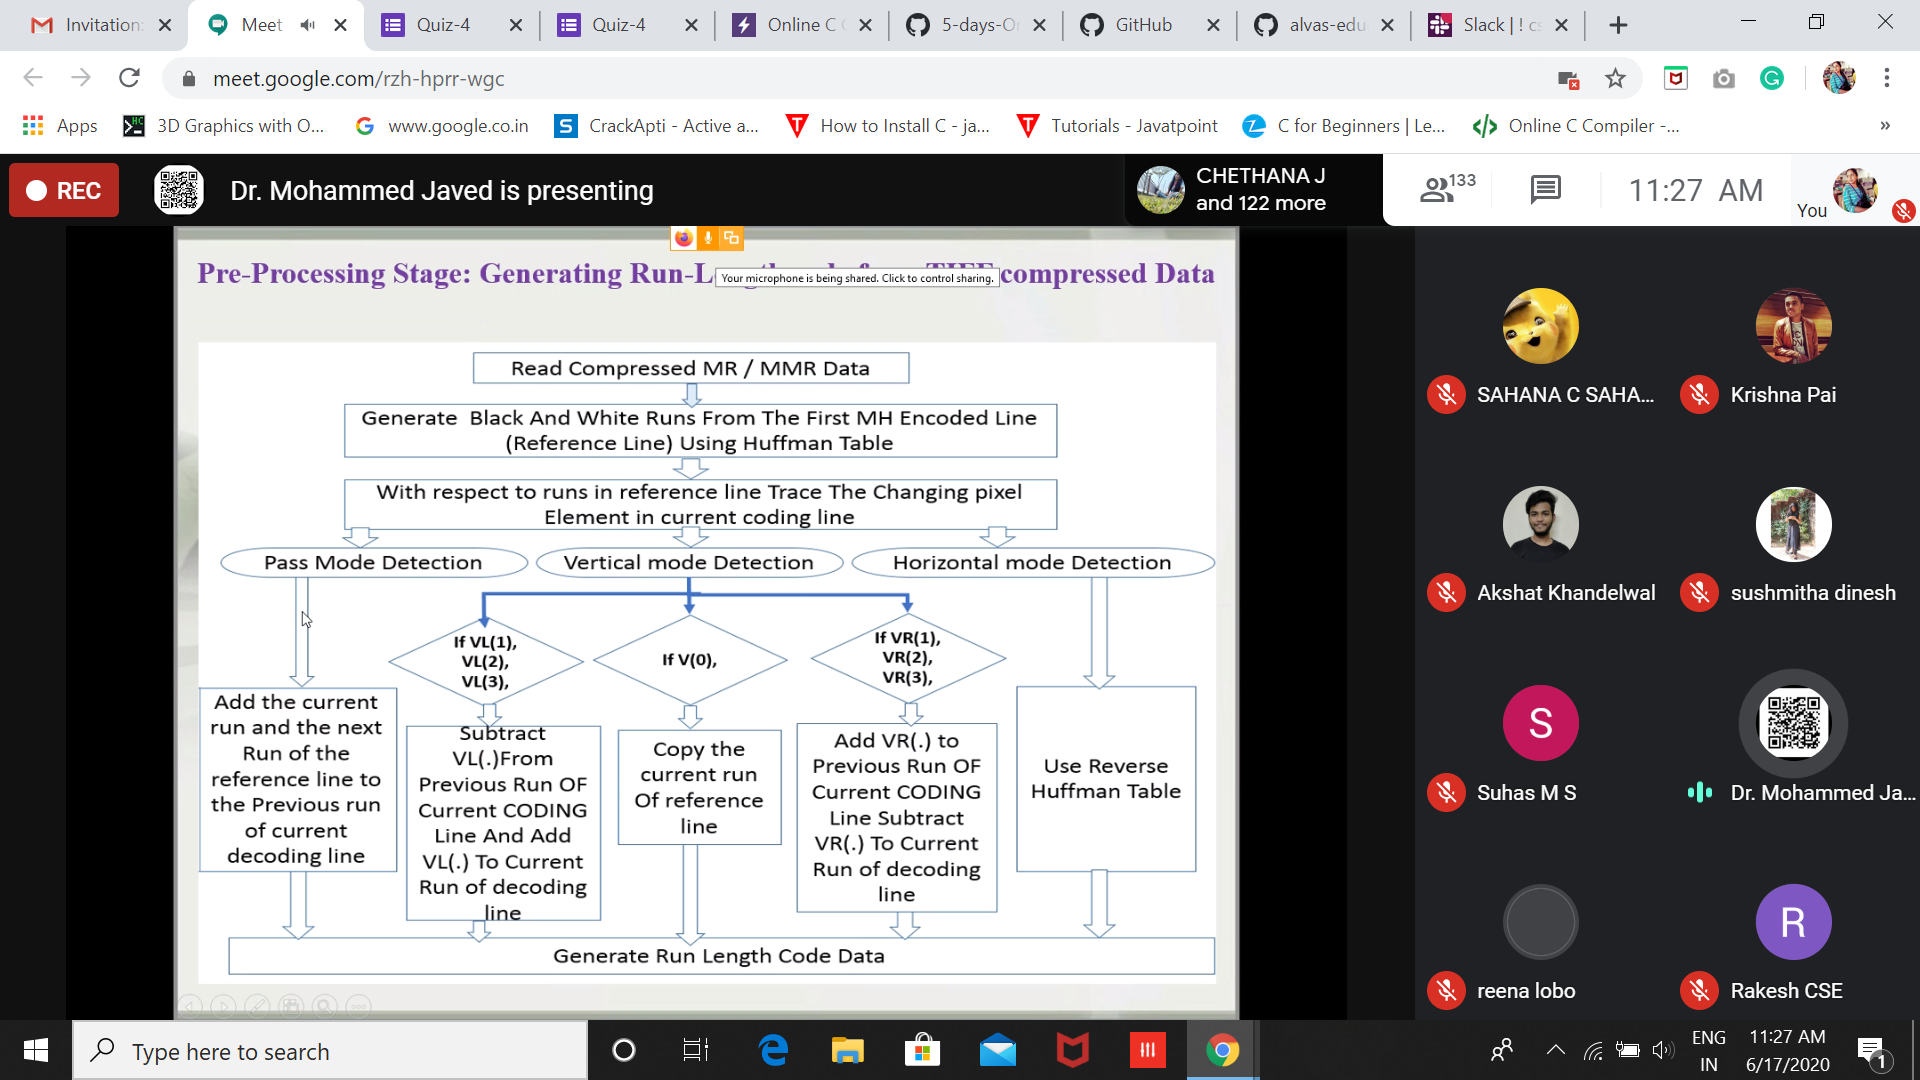 Invitation:
Meet
Quiz-4
Quiz-4
Online C
5-days-O
GitHub
alvas-edu
Slack | ! cs
meet.google.com/rzh-hprr-wgc
Apps
3D Graphics with O...
www.google.co.in
CrackApti - Active a...
How to Install C - ja...
Tutorials - Javatpoint
C for Beginners | Le...
Online C Compiler -...
»
REC
Dr. Mohammed Javed is presenting
CHETHANA J
and 122 more
133
11:27 AM
You
Pre-Processing Stage: Generating Run-L compressed Data
Your microphone is being shared. Click to control sharing.
Read Compressed MR / MMR Data
Generate Black And White Runs From The First MH Encoded Line
(Reference Line) Using Huffman Table
With respect to runs in reference line Trace The Changing pixel
Element in current coding line
Pass Mode Detection
Vertical mode Detection
Horizontal mode Detection
If VL(1),
VL(2),
VL(3),
If V(0),
If VR(1),
VR(2),
VR(3),
Add the current
run and the next
Run of the
reference line to
the Previous run
of current
decoding line
Subtract
VL(.)From
Previous Run OF
Current CODING
Line And Add
VL(.) To Current
Run of decoding
line
Copy the
current run
Of reference
line
Add VR(.) to
Previous Run OF
Current CODING
Line Subtract
VR(.) To Current
Run of decoding
line
Use Reverse
Huffman Table
Generate Run Length Code Data
SAHANA C SAHA...
Krishna Pai
Akshat Khandelwal
sushmitha dinesh
S
Suhas M S
Dr. Mohammed Ja...
reena lobo
R
Rakesh CSE
Type here to search
ENG
IN
11:27 AM
6/17/2020
1